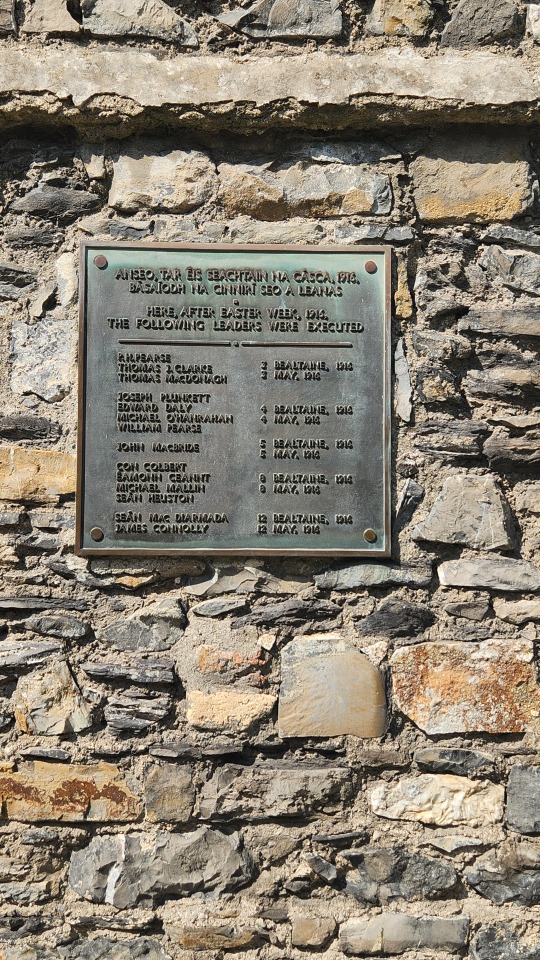 ANSEO, TAR ÉIS SEACHTAIN NA CÁSCA, 1916,
BÁSAÍODH NA CINNIRÍ SEO A LEANAS
HERE, AFTER EASTER WEEK, 1916,
THE FOLLOWING LEADERS WERE EXECUTED
P.H. PEARSE
THOMAS J. CLARKE 2 BEALTAINE, 1916
THOMAS MACDONAGH 3 MAY, 1916
JOSEPH PLUNKETT
EDWARD DALY 4 BEALTAINE, 1916
MICHAEL O'HANRAHAN 4 MAY, 1916
WILLIAM PEARSE
JOHN MACBRIDE 5 BEALTAINE, 1916
5 MAY, 1916
CON COLBERT
ÉAMONN CEANNT 8 BEALTAINE, 1916
MICHAEL MALLIN 8 MAY, 1916
SEÁN HEUSTON
SEÁN MAC DIARMADA 12 BEALTAINE, 1916
JAMES CONNOLLY 12 MAY, 1916